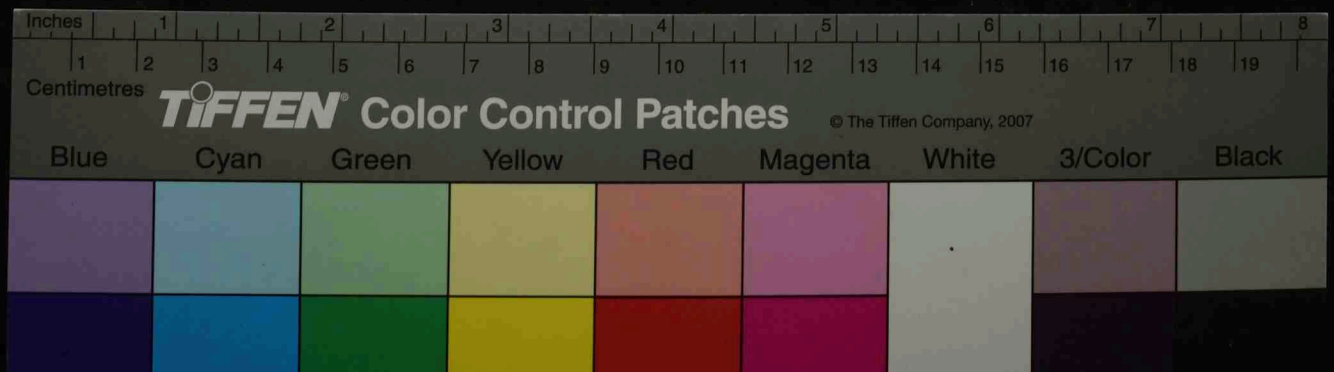 Inches 1 2 3 4 5 6 7 8
1 2 3 4 5 6 7 8 9 10 11 12 13 14 15 16 17 18 19
Centimetres
TIFFEN® Color Control Patches © The Tiffen Company, 2007
Blue Cyan Green Yellow Red Magenta White 3/Color Black